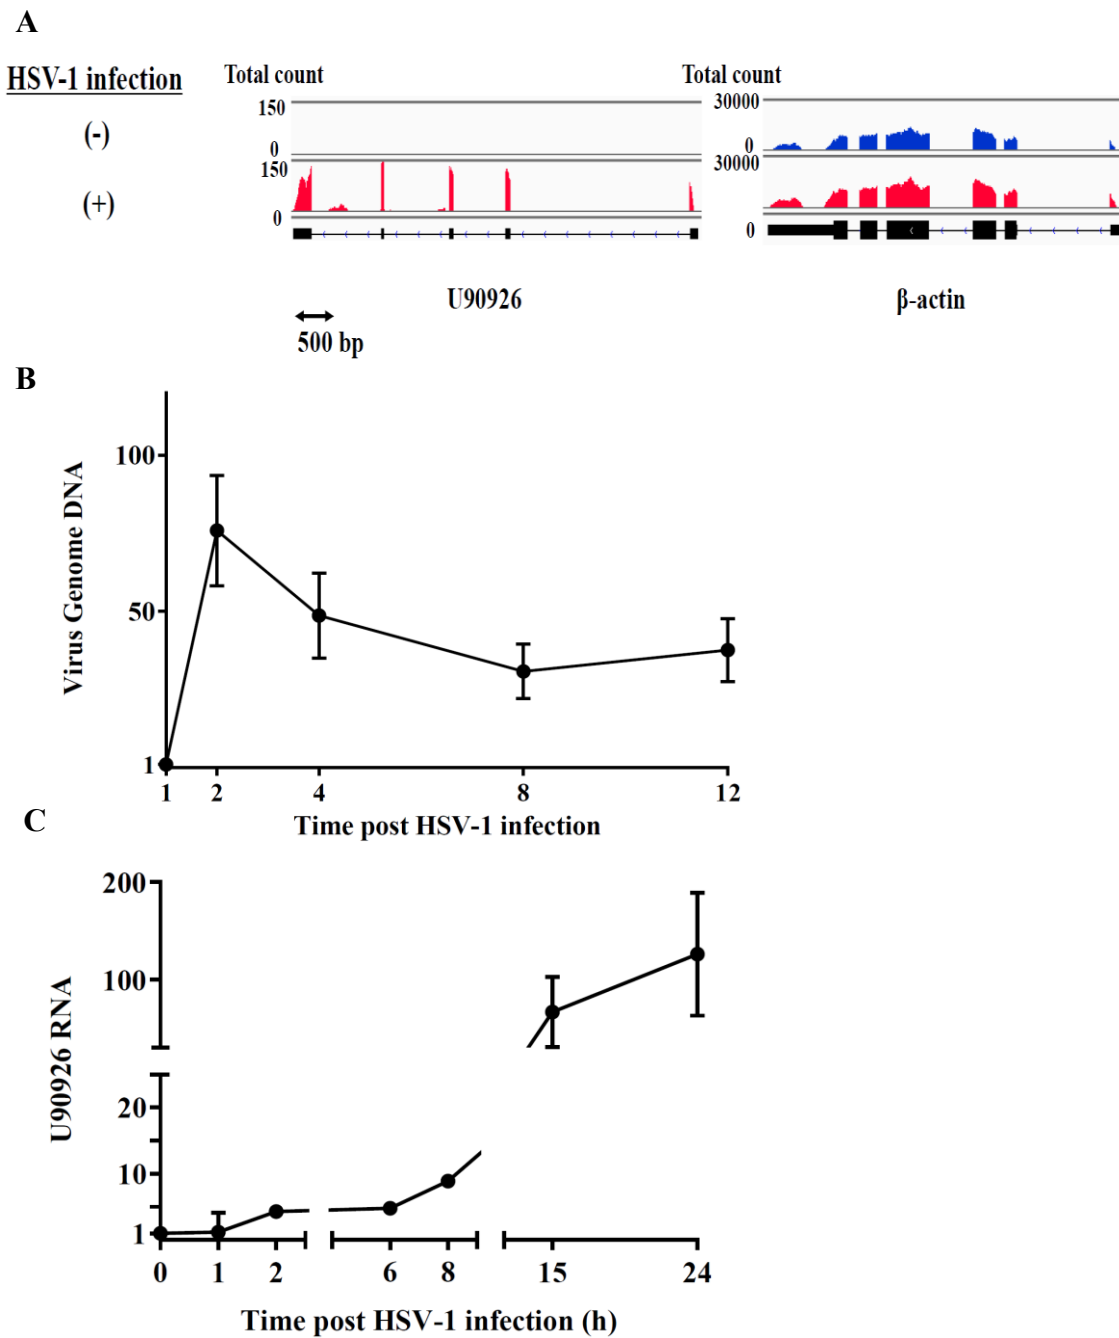 A
HSV-1 infection
Total count
Total count
150
30000
(-)
0
0
150
30000
(+)
0
0
U90926
β-actin
500 bp
B
Virus Genome DNA
100
50
1
1 2 4 8 12
Time post HSV-1 infection
C
U90926 RNA
200
100
20
10
1
0 1 2 6 8 15 24
Time post HSV-1 infection (h)